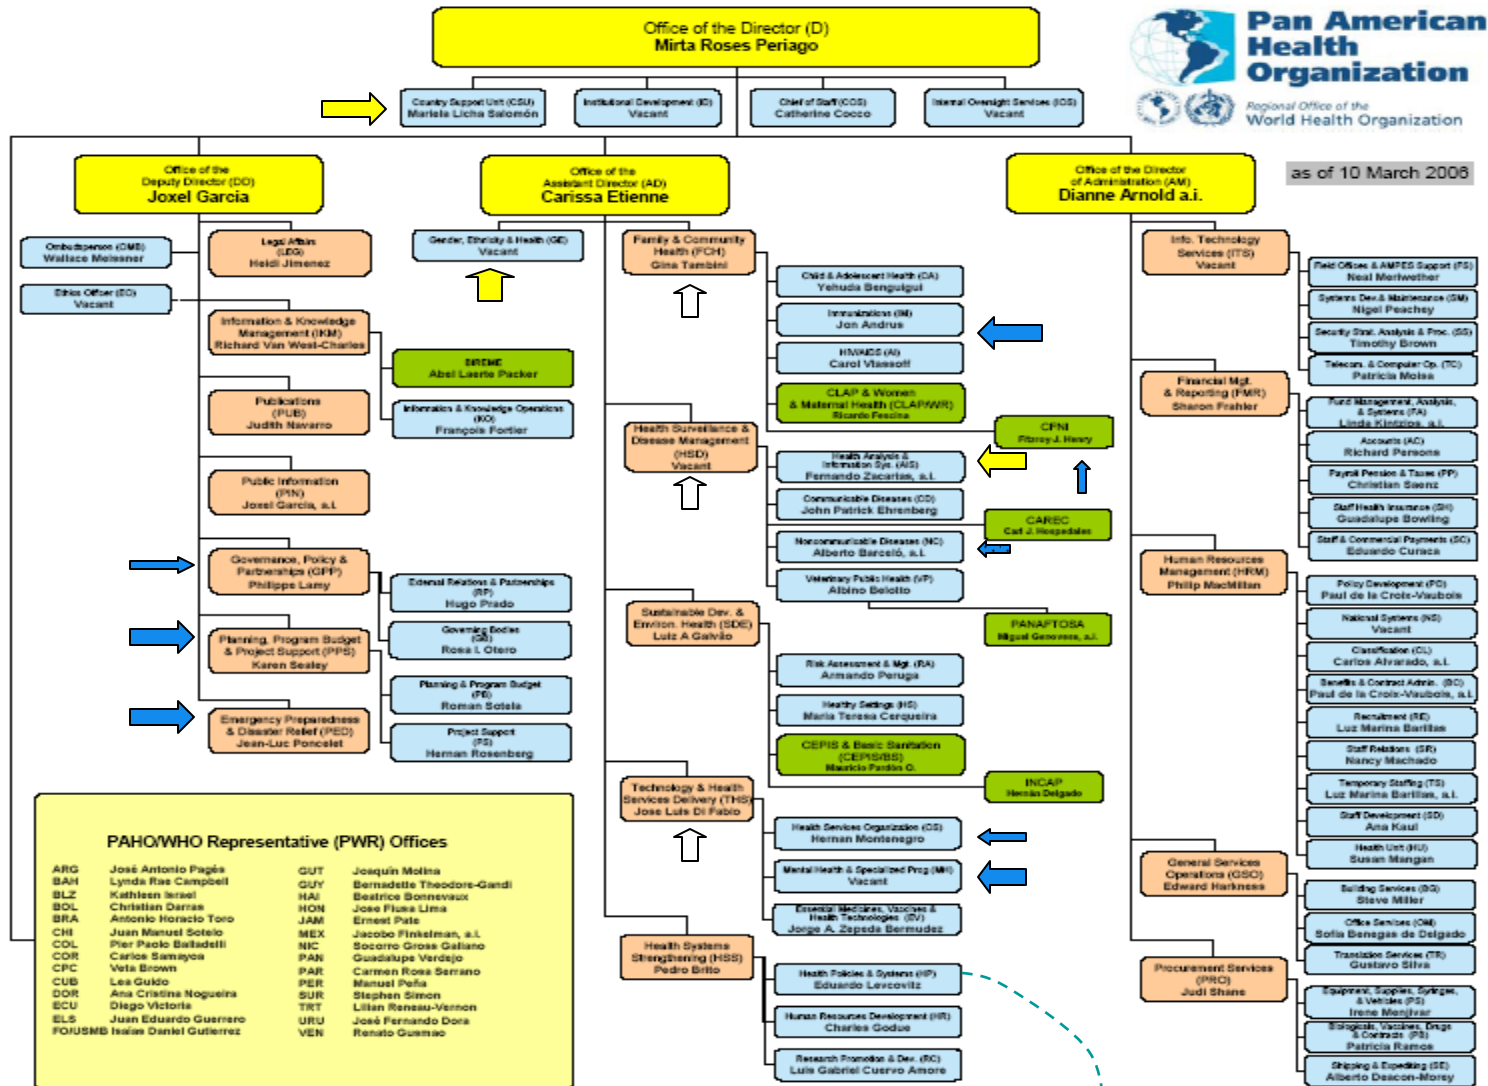 Office of the Director (D)
Mirta Roses Periago
Pan American
Health
Organization
Regional Office of the
World Health Organization
as of 10 March 2006
Country Support Unit (CSU)
Mariela Licha Salomón
Institutional Development (ID)
Vacant
Chief of Staff (COS)
Catherine Cocco
Internal Oversight Services (IOS)
Vacant
Office of the
Deputy Director (DD)
Joxel Garcia
Ombudsperson (OMB)
Wallace Meissner
Ethics Officer (EO)
Vacant
Legal Affairs
(LEG)
Heidi Jimenez
Information & Knowledge
Management (IKM)
Richard Van West-Charles
BIREME
Abel Laerte Packer
Information & Knowledge Operations
(KO)
François Fortier
Publications
(PUB)
Judith Navarro
Public Information
(PIN)
Joxel Garcia, a.i.
Governance, Policy &
Partnerships (GPP)
Philippe Lamy
External Relations & Partnerships
(RP)
Hugo Prado
Governing Bodies
(GB)
Rosa I. Otero
Planning, Program Budget
& Project Support (PPS)
Karen Sealey
Planning & Program Budget
(PB)
Roman Sotela
Project Support
(PS)
Hernan Rosenberg
Emergency Preparedness
& Disaster Relief (PED)
Jean-Luc Poncelet
Office of the
Assistant Director (AD)
Carissa Etienne
Gender, Ethnicity & Health (GE)
Vacant
Family & Community
Health (FCH)
Gina Tambini
Child & Adolescent Health (CA)
Yehuda Benguigui
Immunizations (IM)
Jon Andrus
HIV/AIDS (AI)
Carol Vlassoff
CLAP & Women
& Maternal Health (CLAP/WR)
Ricardo Fescina
CFNI
Fitzroy J. Henry
Health Surveillance &
Disease Management
(HSD)
Vacant
Health Analysis &
Information Sys. (AIS)
Fernando Zacarias, a.i.
Communicable Diseases (CD)
John Patrick Ehrenberg
CAREC
Carl J. Hospedales
Noncommunicable Diseases (NC)
Alberto Barceló, a.i.
Veterinary Public Health (VP)
Albino Belotto
PANAFTOSA
Miguel Genovese, a.i.
Sustainable Dev. &
Environ. Health (SDE)
Luiz A Galvão
Risk Assessment & Mgt. (RA)
Armando Peruga
Healthy Settings (HS)
Maria Teresa Cerqueira
CEPIS & Basic Sanitation
(CEPIS/BS)
Mauricio Pardón O.
INCAP
Hernán Delgado
Technology & Health
Services Delivery (THS)
Jose Luis Di Fabio
Health Services Organization (OS)
Hernan Montenegro
Mental Health & Specialized Prog (MH)
Vacant
Essential Medicines, Vaccines &
Health Technologies (EV)
Jorge A. Zepeda Bermudez
Health Systems
Strengthening (HSS)
Pedro Brito
Health Policies & Systems (HP)
Eduardo Levcovitz
Human Resources Development (HR)
Charles Godue
Research Promotion & Dev. (RC)
Luis Gabriel Cuervo Amore
Office of the Director
of Administration (AM)
Dianne Arnold a.i.
Info. Technology
Services (ITS)
Vacant
Field Offices & AMPES Support (FS)
Neal Meriwether
Systems Dev. & Maintenance (SM)
Nigel Peachey
Security Strat. Analysis & Proc. (SS)
Timothy Brown
Telecom. & Computer Op. (TC)
Patricia Moisa
Financial Mgt.
& Reporting (FMR)
Sharon Frahler
Fund Management, Analysis,
& Systems (FA)
Linda Kintzios, a.i.
Accounts (AC)
Richard Persons
Payroll Pension & Taxes (PP)
Christian Saenz
Staff Health Insurance (SH)
Guadalupe Bowling
Staff & Commercial Payments (SC)
Eduardo Curaca
Human Resources
Management (HRM)
Philip MacMillan
Policy Development (PD)
Paul de la Croix-Vaubois
National Systems (NS)
Vacant
Classification (CL)
Carlos Alvarado, a.i.
Benefits & Contract Admin. (BC)
Paul de la Croix-Vaubois, a.i.
Recruitment (RE)
Luz Marina Barillas
Staff Relations (SR)
Nancy Machado
Temporary Staffing (TS)
Luz Marina Barillas, a.i.
Staff Development (SD)
Ana Kaul
Health Unit (HU)
Susan Mangan
General Services
Operations (GSO)
Edward Harkness
Building Services (BG)
Steve Miller
Office Services (OM)
Sofia Benegas de Delgado
Translation Services (TR)
Gustavo Silva
Procurement Services
(PRO)
Judi Shane
Equipment, Supplies, Syringes,
& Vehicles (PS)
Irene Menjivar
Biologicals, Vaccines, Drugs
& Contracts (PB)
Patricia Ramos
Shipping & Expediting (SE)
Alberto Deacon-Morey
PAHO/WHO Representative (PWR) Offices
ARG José Antonio Pagés
BAH Lynda Rae Campbell
BLZ Kathleen Israel
BOL Christian Darras
BRA Antonio Horacio Toro
CHI Juan Manuel Sotelo
COL Pier Paolo Balladelli
COR Carlos Samayoa
CPC Veta Brown
CUB Lea Guido
DOR Ana Cristina Nogueira
ECU Diego Victoria
ELS Juan Eduardo Guerrero
FO/USMB Isaías Daniel Gutierrez
GUT Joaquín Molina
GUY Bernadette Theodore-Gandi
HAI Beatrice Bonnevaux
HON Jose Fiusa Lima
JAM Ernest Pate
MEX Jacobo Finkelman, a.i.
NIC Socorro Gross Galiano
PAN Guadalupe Verdejo
PAR Carmen Rosa Serrano
PER Manuel Peña
SUR Stephen Simon
TRT Lilian Reneau-Vernon
URU José Fernando Dora
VEN Renato Gusmao